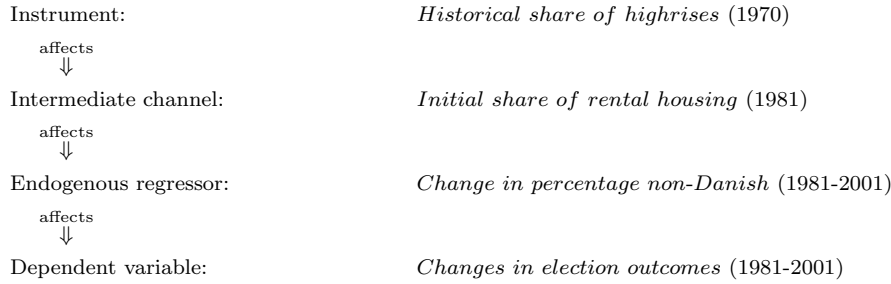 Instrument: Historical share of highrises (1970)
affects
⇓
Intermediate channel: Initial share of rental housing (1981)
affects
⇓
Endogenous regressor: Change in percentage non-Danish (1981-2001)
affects
⇓
Dependent variable: Changes in election outcomes (1981-2001)